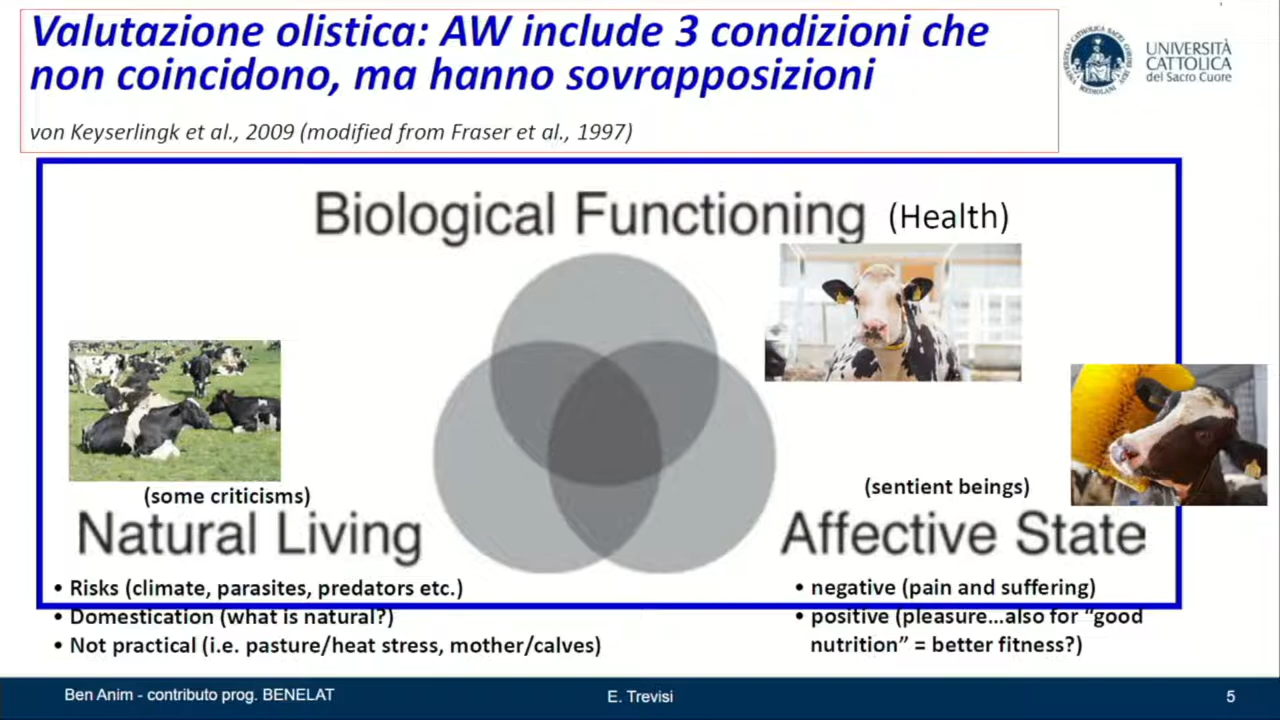 Valutazione olistica: AW include 3 condizioni che
non coincidono, ma hanno sovrapposizioni
von Keyserlingk et al., 2009 (modified from Fraser et al., 1997)
UNIVERSITÀ
CATTOLICA
del Sacro Cuore
Biological Functioning (Health)
(some criticisms)
Natural Living
• Risks (climate, parasites, predators etc.)
• Domestication (what is natural?)
• Not practical (i.e. pasture/heat stress, mother/calves)
(sentient beings)
Affective State
• negative (pain and suffering)
• positive (pleasure...also for “good
nutrition” = better fitness?)
Ben Anim - contributo prog. BENELAT
E. Trevisi
5